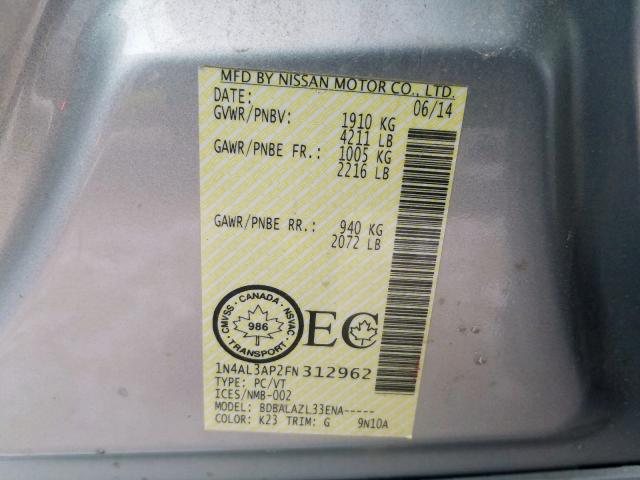 MFD BY NISSAN MOTOR CO., LTD.
DATE: 06/14
GVWR/PNBV: 1910 KG
4211 LB
GAWR/PNBE FR.: 1005 KG
2216 LB
GAWR/PNBE RR.: 940 KG
2072 LB
CANADA
CMVSS NSVAC
986
TRANSPORT
EC
1N4AL3AP2FN312962
TYPE: PC/VT
ICES/NMB-002
MODEL: BDBALAZL33ENA-----
COLOR: K23 TRIM: G 9N10A